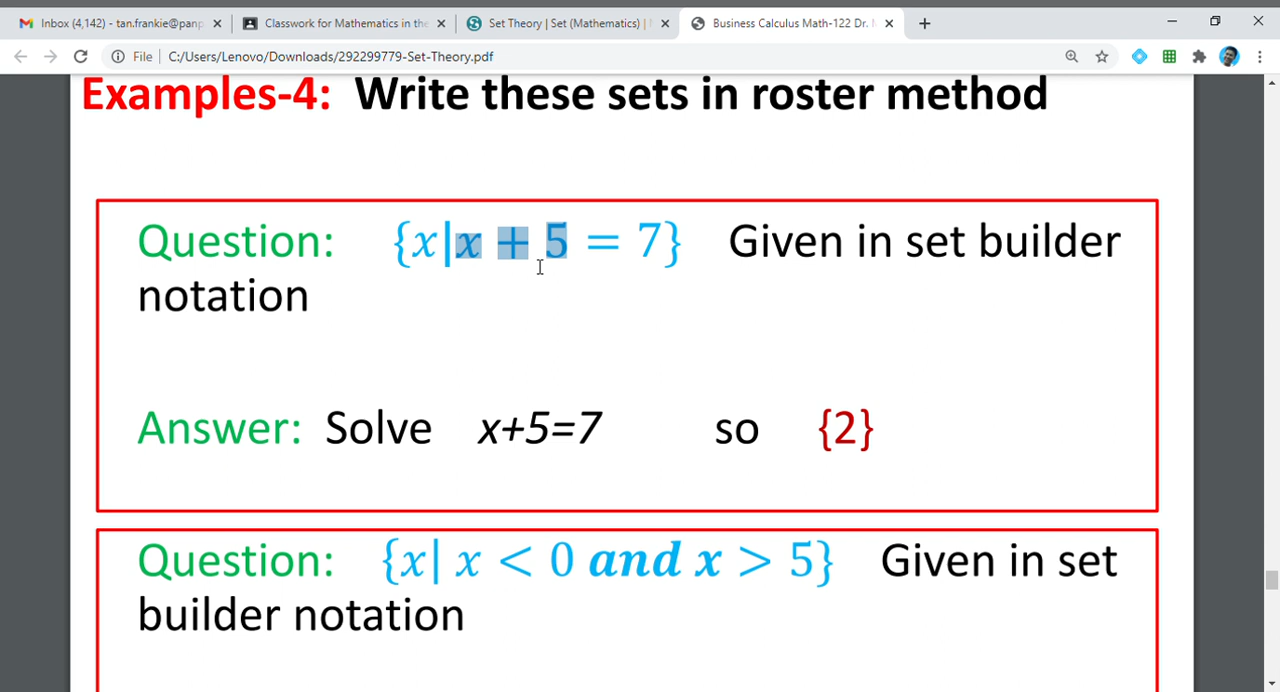 Inbox (4,142) - tan.frankie@panp
Classwork for Mathematics in the
Set Theory | Set (Mathematics) |
Business Calculus Math-122 Dr.
File | C:/Users/Lenovo/Downloads/292299779-Set-Theory.pdf
Examples-4: Write these sets in roster method
Question: {x|x + 5 = 7} Given in set builder
notation
Answer: Solve x+5=7 so {2}
Question: {x| x < 0 and x > 5} Given in set
builder notation